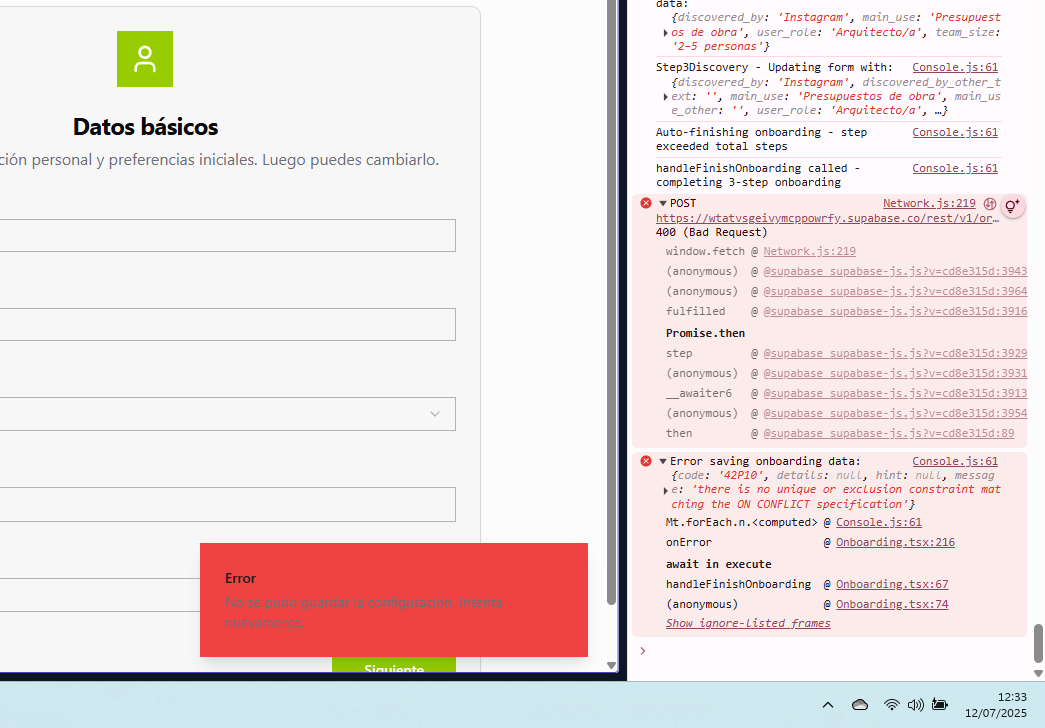 Datos básicos
ción personal y preferencias iniciales. Luego puedes cambiarlo.
Error
No se pudo guardar la configuración. Intenta
nuevamente.
Siguiente
data:
{discovered_by: 'Instagram', main_use: 'Presupuest
os de obra', user_role: 'Arquitecto/a', team_size:
'2-5 personas'}
Step3Discovery - Updating form with: Console.js:61
{discovered_by: 'Instagram', discovered_by_other_t
ext: '', main_use: 'Presupuestos de obra', main_us
e_other: '', user_role: 'Arquitecto/a', …}
Auto-finishing onboarding - step Console.js:61
exceeded total steps
handleFinishOnboarding called - Console.js:61
completing 3-step onboarding
POST Network.js:219
https://wtatvsgeivymcppowrfy.supabase.co/rest/v1/or…
400 (Bad Request)
window.fetch @ Network.js:219
(anonymous) @ @supabase_supabase-js.js?v=cd8e315d:3943
(anonymous) @ @supabase_supabase-js.js?v=cd8e315d:3964
fulfilled @ @supabase_supabase-js.js?v=cd8e315d:3916
Promise.then
step @ @supabase_supabase-js.js?v=cd8e315d:3929
(anonymous) @ @supabase_supabase-js.js?v=cd8e315d:3931
__awaiter6 @ @supabase_supabase-js.js?v=cd8e315d:3913
(anonymous) @ @supabase_supabase-js.js?v=cd8e315d:3954
then @ @supabase_supabase-js.js?v=cd8e315d:89
Error saving onboarding data: Console.js:61
{code: '42P10', details: null, hint: null, messag
e: 'there is no unique or exclusion constraint mat
ching the ON CONFLICT specification'}
Mt.forEach.n.<computed> @ Console.js:61
onError @ Onboarding.tsx:216
await in execute
handleFinishOnboarding @ Onboarding.tsx:67
(anonymous) @ Onboarding.tsx:74
Show ignore-listed frames
12:33
12/07/2025